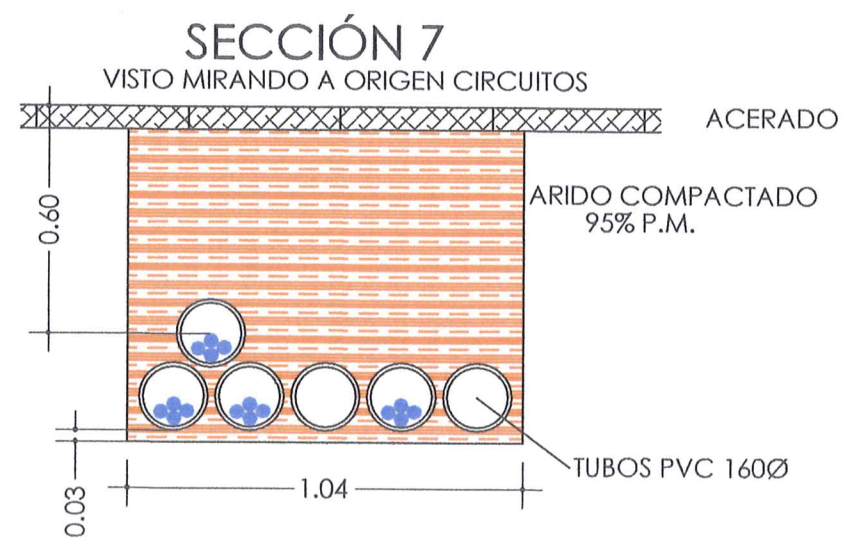 SECCIÓN 7
VISTO MIRANDO A ORIGEN CIRCUITOS
ACERADO
ARIDO COMPACTADO
95% P.M.
0.60
TUBOS PVC 160Ø
1.04
0.03